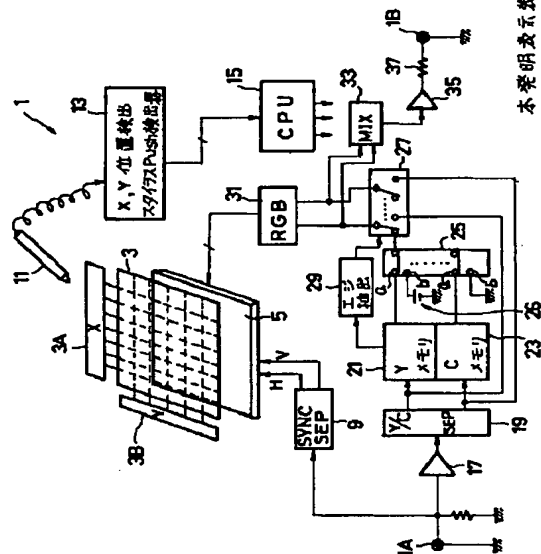 1
11
13
X,Y位置検出
スタイラスPush検出器
15
CPU
3A
X
3
3B
Y
5
H
V
9
SYNC
SEP
31
RGB
33
MIX
35
37
1B
27
25
29
エジ
抽出
a
b
26
a
b
21
Y
メモリ
C
メモリ
23
Y/C
SEP
19
17
1A
本発明表示